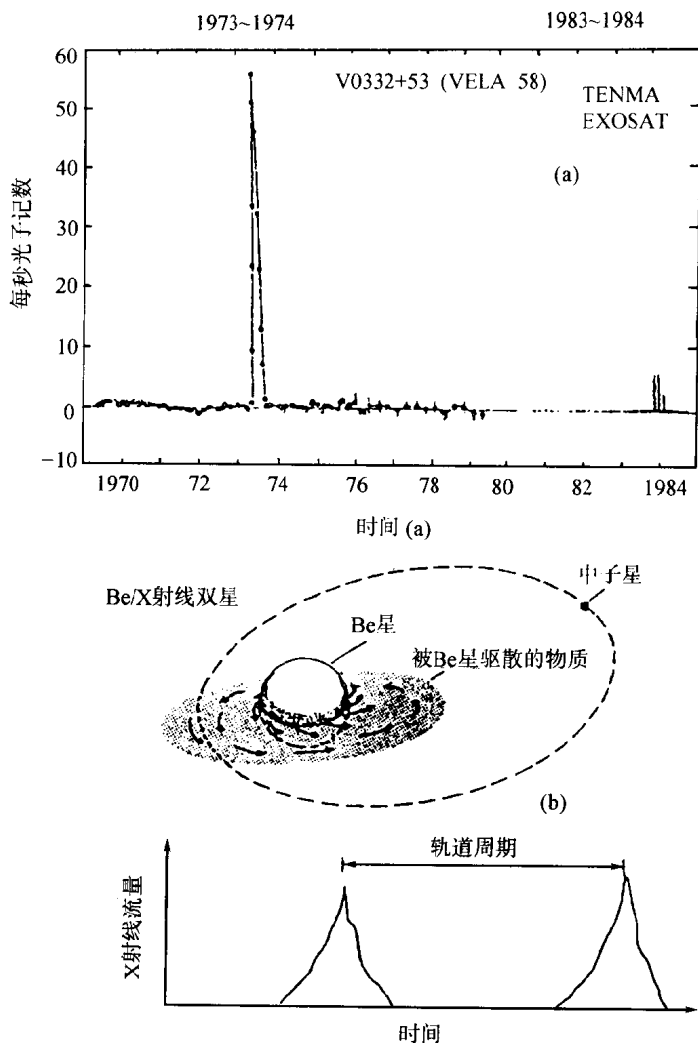 1973~1974 1983~1984
60
V0332+53 (VELA 58)
TENMA
EXOSAT
50
(a)
40
30
20
10
0
-10
每秒光子记数
1970 72 74 76 78 80 82 1984
时间 (a)
中子星
Be/X射线双星
Be星
被Be星驱散的物质
(b)
轨道周期
X射线流量
时间